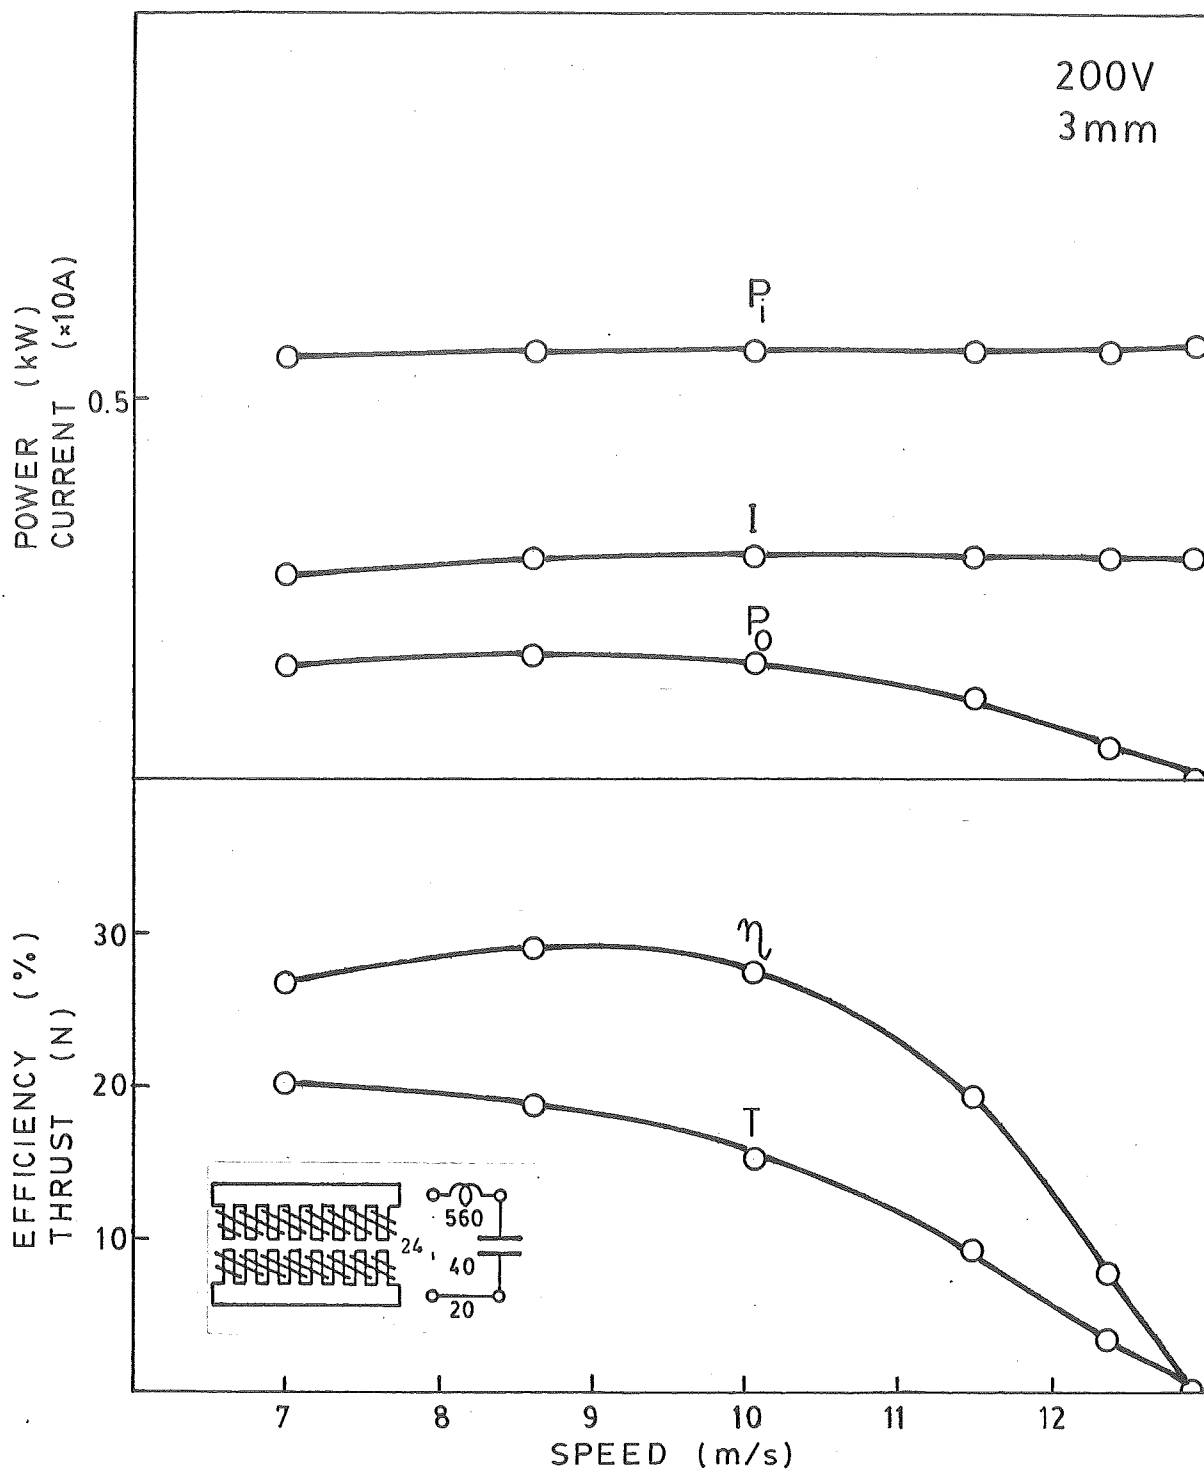 200V
3mm
POWER (kW)
CURRENT (×10A)
0.5
Pi
I
Po
EFFICIENCY (%)
THRUST (N)
30
20
10
η
T
560
24
40
20
7 8 9 10 11 12
SPEED (m/s)